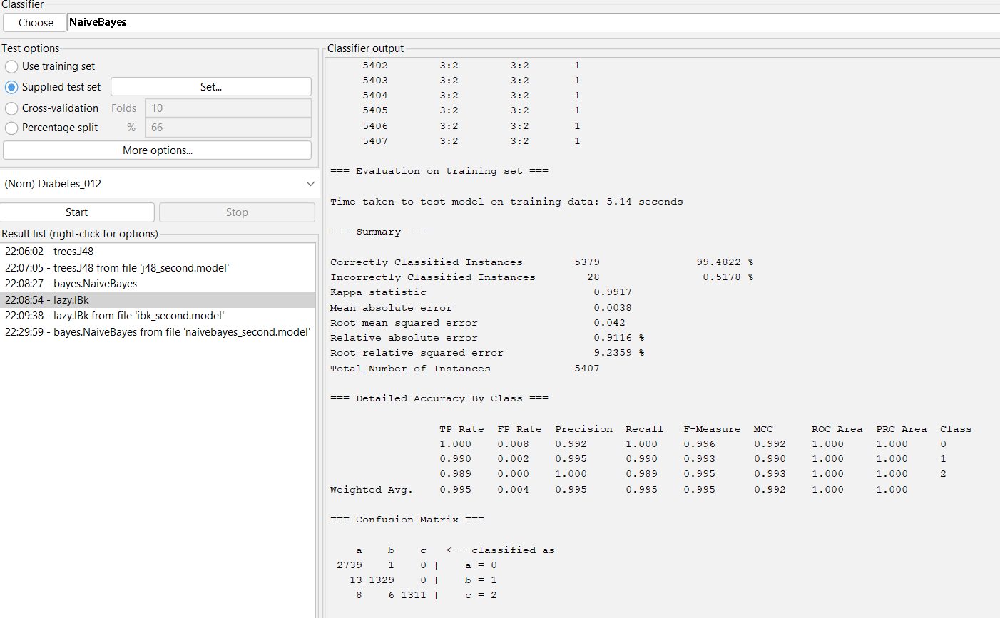 Classifier
Choose NaiveBayes
Test options
Use training set
Supplied test set Set...
Cross-validation Folds 10
Percentage split % 66
More options...
(Nom) Diabetes_012
Start Stop
Result list (right-click for options)
22:06:02 - trees.J48
22:07:05 - trees.J48 from file 'j48_second.model'
22:08:27 - bayes.NaiveBayes
22:08:54 - lazy.IBk
22:09:38 - lazy.IBk from file 'ibk_second.model'
22:29:59 - bayes.NaiveBayes from file 'naivebayes_second.model'
Classifier output
5402 3:2 3:2 1
5403 3:2 3:2 1
5404 3:2 3:2 1
5405 3:2 3:2 1
5406 3:2 3:2 1
5407 3:2 3:2 1
=== Evaluation on training set ===
Time taken to test model on training data: 5.14 seconds
=== Summary ===
Correctly Classified Instances 5379 99.4822 %
Incorrectly Classified Instances 28 0.5178 %
Kappa statistic 0.9917
Mean absolute error 0.0038
Root mean squared error 0.042
Relative absolute error 0.9116 %
Root relative squared error 9.2359 %
Total Number of Instances 5407
=== Detailed Accuracy By Class ===
TP Rate FP Rate Precision Recall F-Measure MCC ROC Area PRC Area Class
1.000 0.008 0.992 1.000 0.996 0.992 1.000 1.000 0
0.990 0.002 0.995 0.990 0.993 0.990 1.000 1.000 1
0.989 0.000 1.000 0.989 0.995 0.993 1.000 1.000 2
Weighted Avg. 0.995 0.004 0.995 0.995 0.995 0.992 1.000 1.000
=== Confusion Matrix ===
a b c <-- classified as
2739 1 0 | a = 0
13 1329 0 | b = 1
8 6 1311 | c = 2